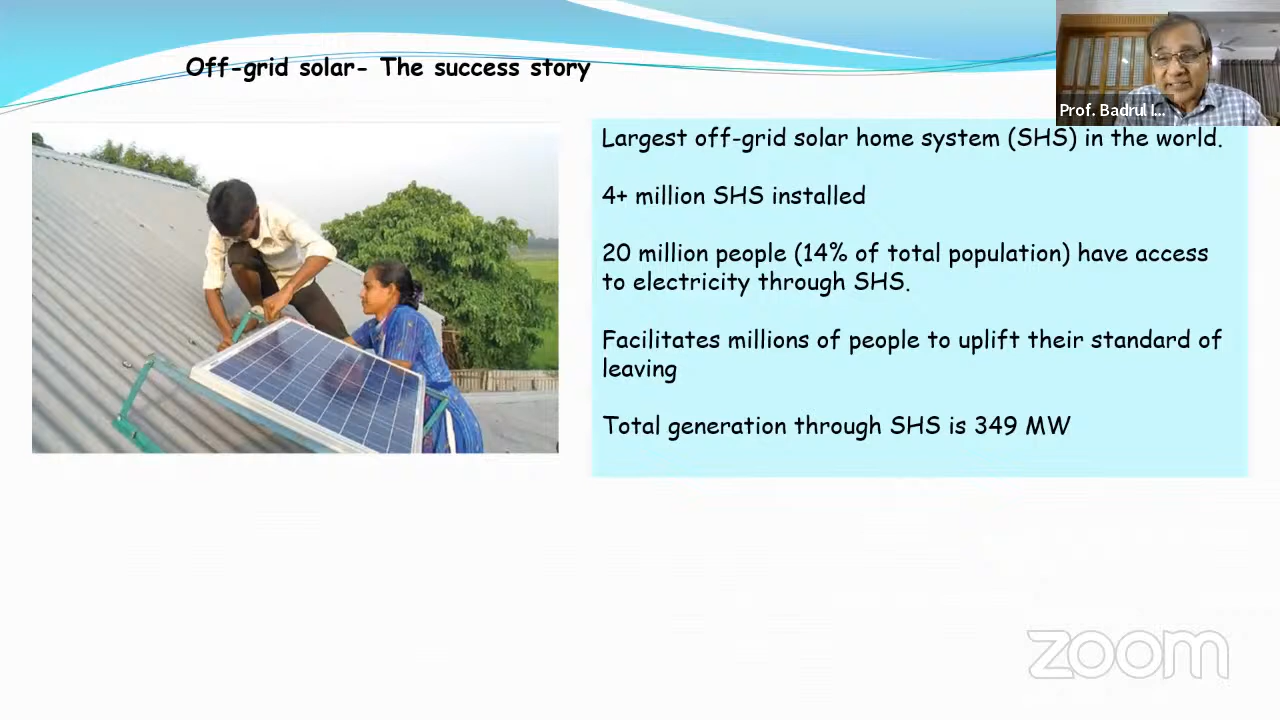 Off-grid solar- The success story
Prof. Badrul I...
Largest off-grid solar home system (SHS) in the world.
4+ million SHS installed
20 million people (14% of total population) have access
to electricity through SHS.
Facilitates millions of people to uplift their standard of
leaving
Total generation through SHS is 349 MW
zoom